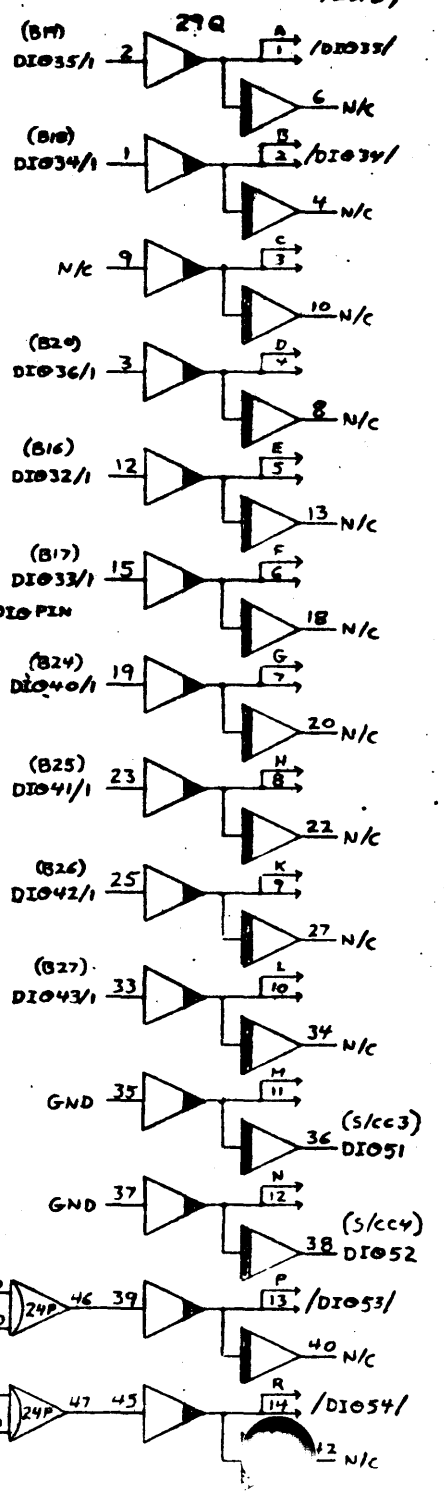 29Q
(B19) A
DIO35/1 2 1 /DIO35/
6 N/C
(B18) B
DIO34/1 1 2 /DIO34/
4 N/C
C
N/C 9 3
10 N/C
(B20) D
DIO36/1 3 4
8 N/C
(B16) E
DIO32/1 12 5
13 N/C
(B17) F
DIO33/1 15 6
DIO PIN
18 N/C
(B24) G
DIO40/1 19 7
20 N/C
(B25) H
DIO41/1 23 8
22 N/C
(B26) K
DIO42/1 25 9
27 N/C
(B27) L
DIO43/1 33 10
34 N/C
M
GND 35 11
(S/CC3)
36 DIO51
N
GND 37 12
(S/CC4)
38 DIO52
P
24P 46 39 13 /DIO53/
40 N/C
R
24P 47 45 14 /DIO54/
N/C